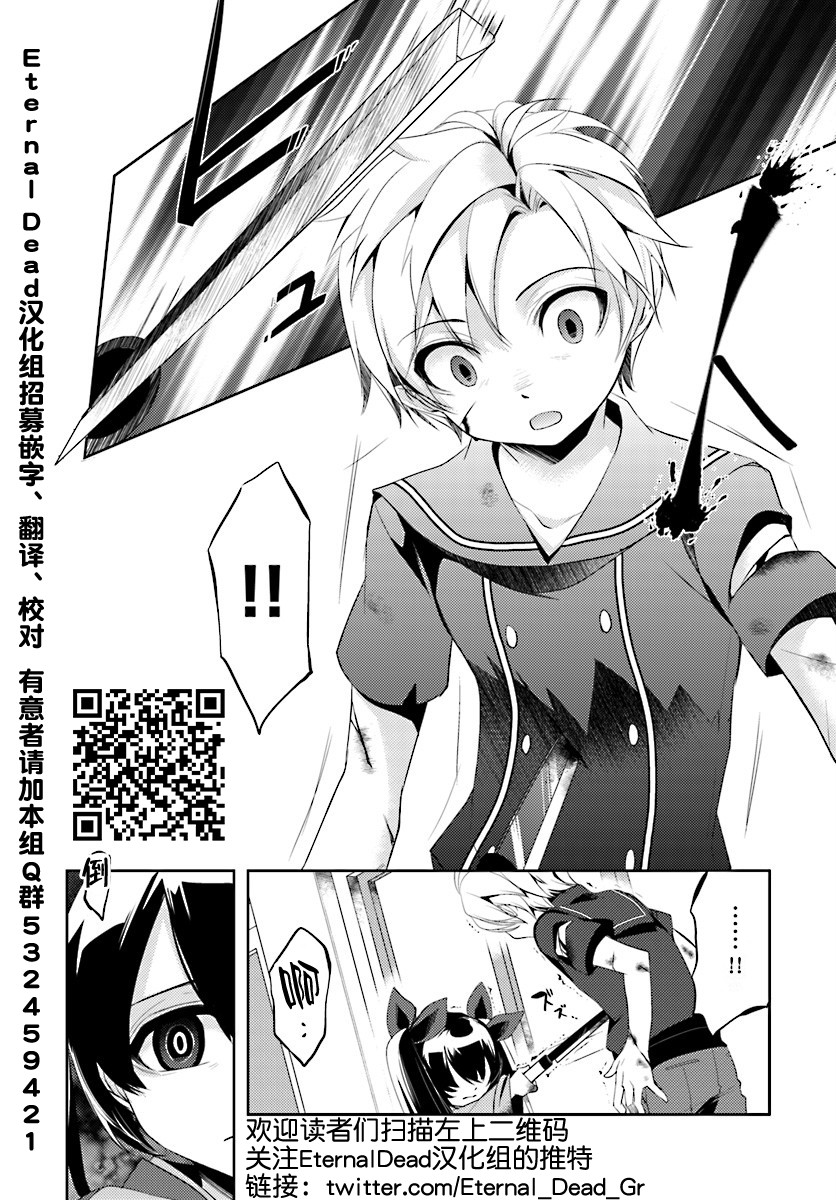 Eternal Dead汉化组招募嵌字、翻译、校对 有意者请加本组Q群532459421
ヒュ
!!
……!!
ズズ…
啊…
倒
欢迎读者们扫描左上二维码
关注EternalDead汉化组的推特
链接：twitter.com/Eternal_Dead_Gr